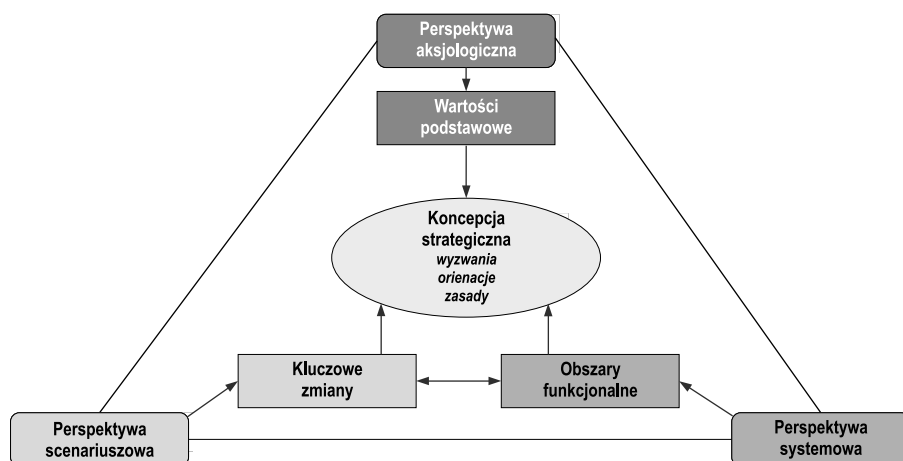 Perspektywa
aksjologiczna
Wartości
podstawowe
Koncepcja
strategiczna
wyzwania
orienacje
zasady
Kluczowe
zmiany
Obszary
funkcjonalne
Perspektywa
scenariuszowa
Perspektywa
systemowa